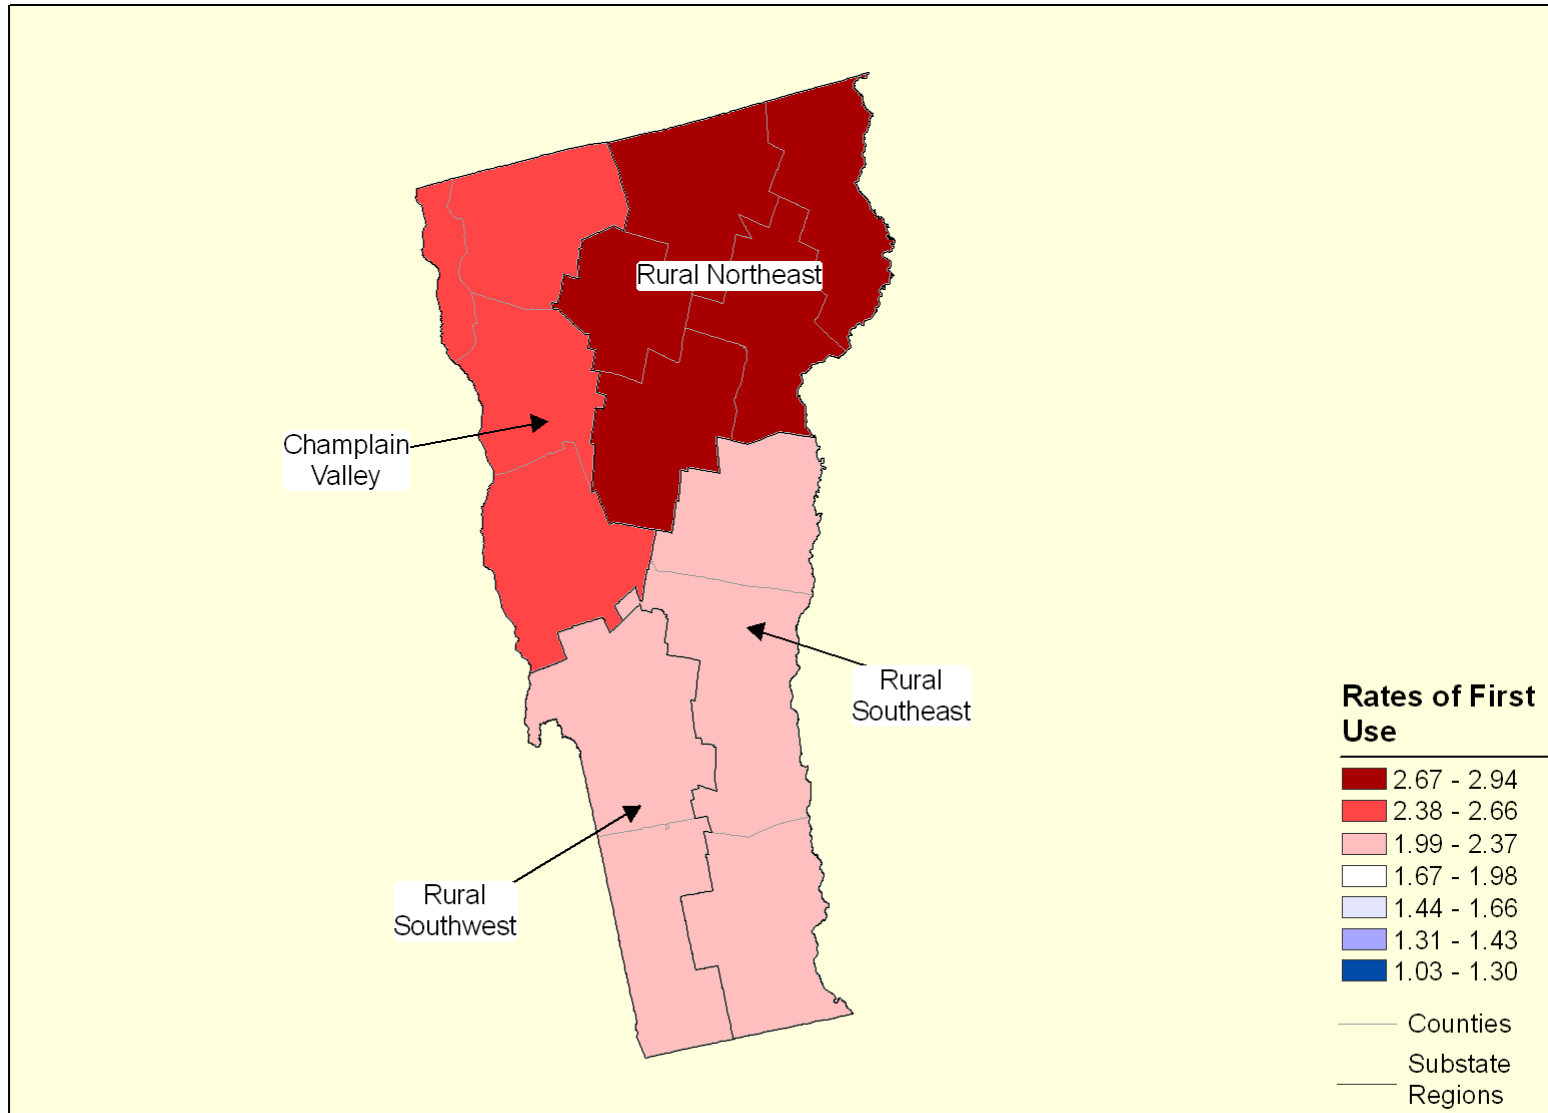 Rural Northeast
Champlain
Valley
Rural
Southeast
Rural
Southwest
Rates of First
Use
2.67 - 2.94
2.38 - 2.66
1.99 - 2.37
1.67 - 1.98
1.44 - 1.66
1.31 - 1.43
1.03 - 1.30
Counties
Substate
Regions